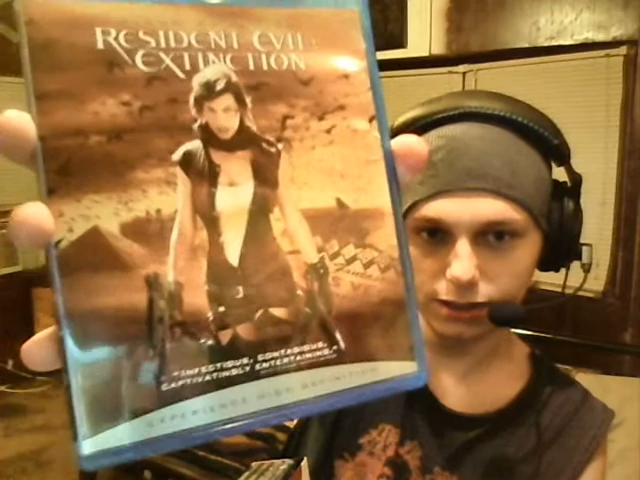 RESIDENT EVIL:
EXTINCTION
"INFECTIOUS, CONTAGIOUS,
CAPTIVATINGLY ENTERTAINING."
EXPERIENCE HIGH DEFINITION